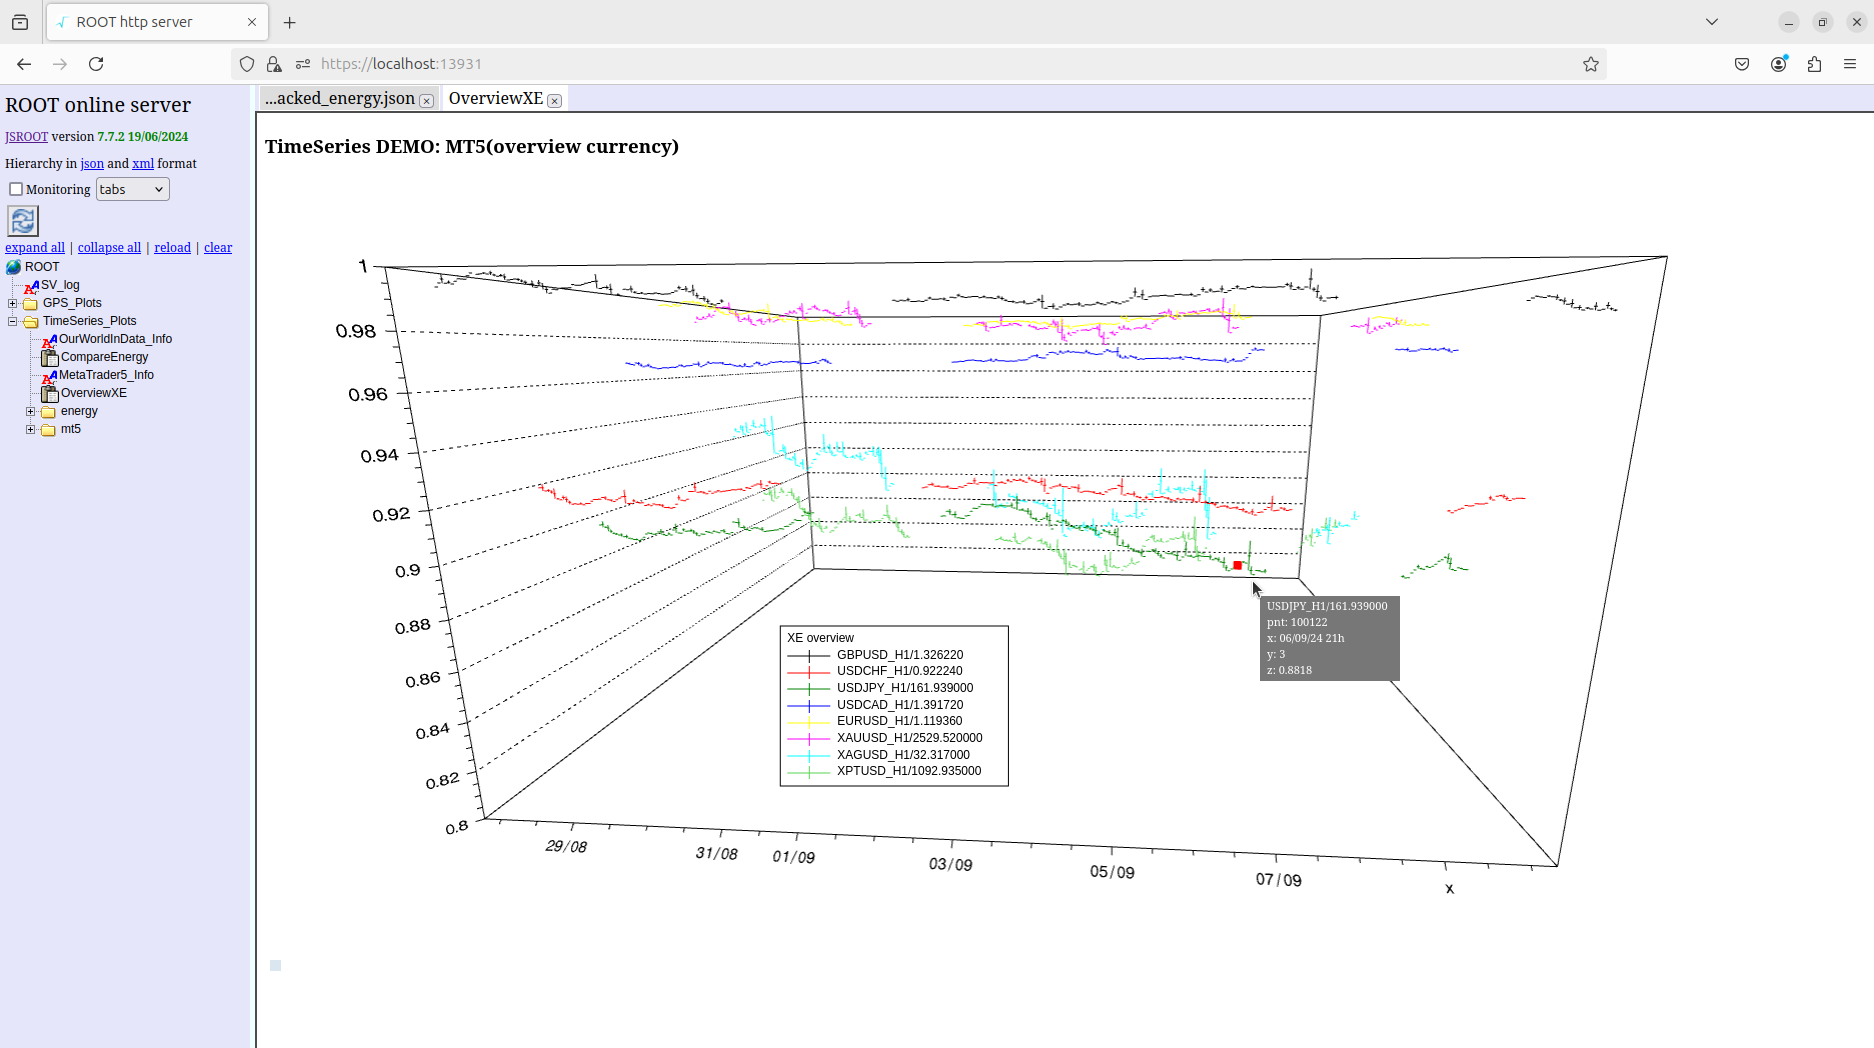 ROOT http server
https://localhost:13931
ROOT online server
...acked_energy.json
OverviewXE
JSROOT version 7.7.2 19/06/2024
Hierarchy in json and xml format
Monitoring
tabs
expand all | collapse all | reload | clear
ROOT
SV_log
GPS_Plots
TimeSeries_Plots
OurWorldInData_Info
CompareEnergy
MetaTrader5_Info
OverviewXE
energy
mt5
TimeSeries DEMO: MT5(overview currency)
1
0.98
0.96
0.94
0.92
0.9
0.88
0.86
0.84
0.82
0.8
29/08
31/08
01/09
03/09
05/09
07/09
x
XE overview
GBPUSD_H1/1.326220
USDCHF_H1/0.922240
USDJPY_H1/161.939000
USDCAD_H1/1.391720
EURUSD_H1/1.119360
XAUUSD_H1/2529.520000
XAGUSD_H1/32.317000
XPTUSD_H1/1092.935000
USDJPY_H1/161.939000
pnt: 100122
x: 06/09/24 21h
y: 3
z: 0.8818